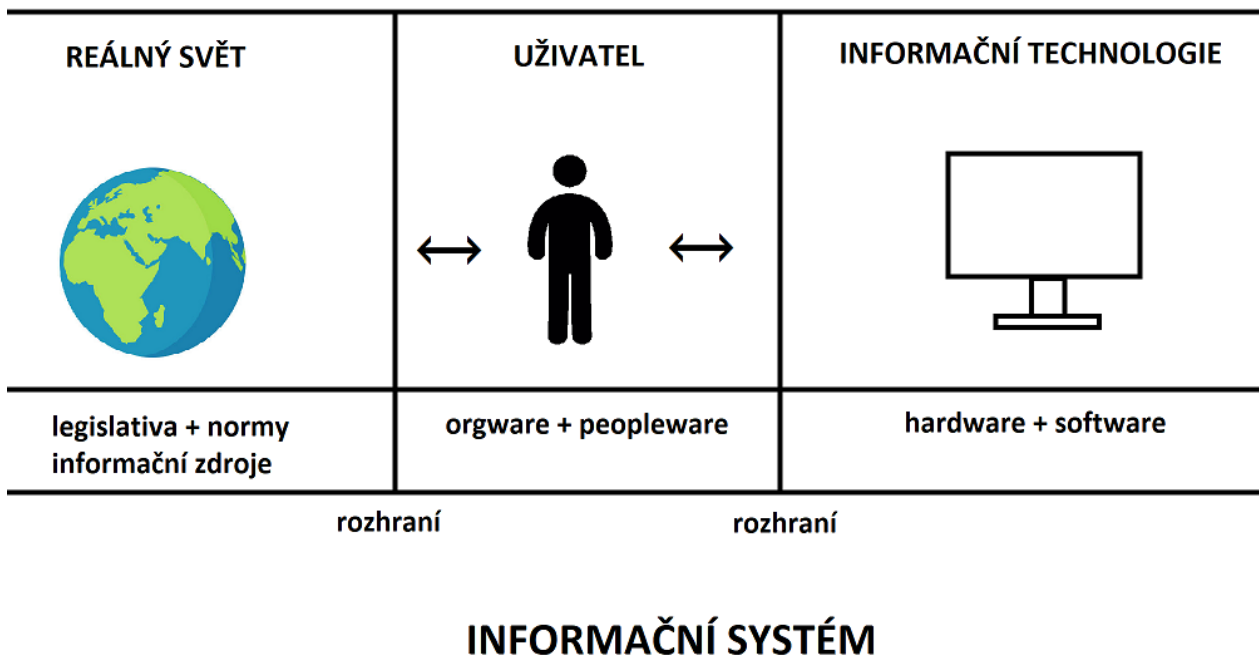 REÁLNÝ SVĚT
UŽIVATEL
INFORMAČNÍ TECHNOLOGIE
legislativa + normy
informační zdroje
orgware + peopleware
hardware + software
rozhraní
rozhraní
INFORMAČNÍ SYSTÉM